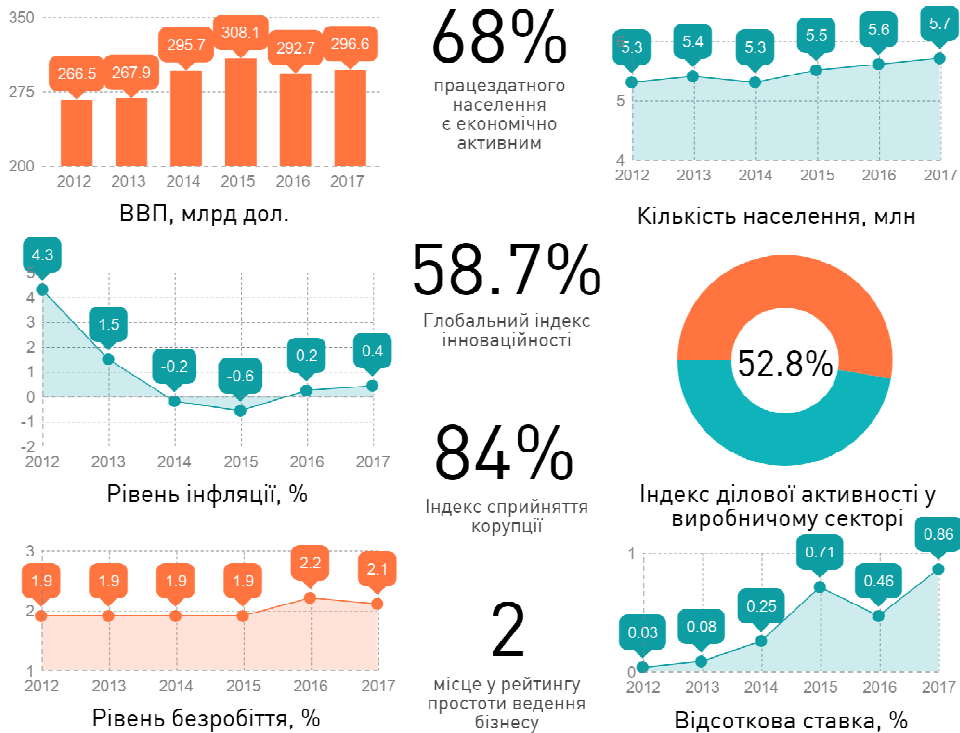 350
275
200
266.5
267.9
295.7
308.1
292.7
296.6
2012 2013 2014 2015 2016 2017
ВВП, млрд дол.
68%
працездатного
населення
є економічно
активним
6
5
4
5.3
5.4
5.3
5.5
5.6
5.7
2012 2013 2014 2015 2016 2017
Кількість населення, млн
5
4
3
2
1
0
-1
-2
4.3
1.5
-0.2
-0.6
0.2
0.4
2012 2013 2014 2015 2016 2017
Рівень інфляції, %
58.7%
Глобальний індекс
інноваційності
52.8%
Індекс ділової активності у
виробничому секторі
84%
Індекс сприйняття
корупції
3
2
1
1.9
1.9
1.9
1.9
2.2
2.1
2012 2013 2014 2015 2016 2017
Рівень безробіття, %
2
місце у рейтингу
простоти ведення
бізнесу
1
0
0.03
0.08
0.25
0.71
0.46
0.86
2012 2013 2014 2015 2016 2017
Відсоткова ставка, %